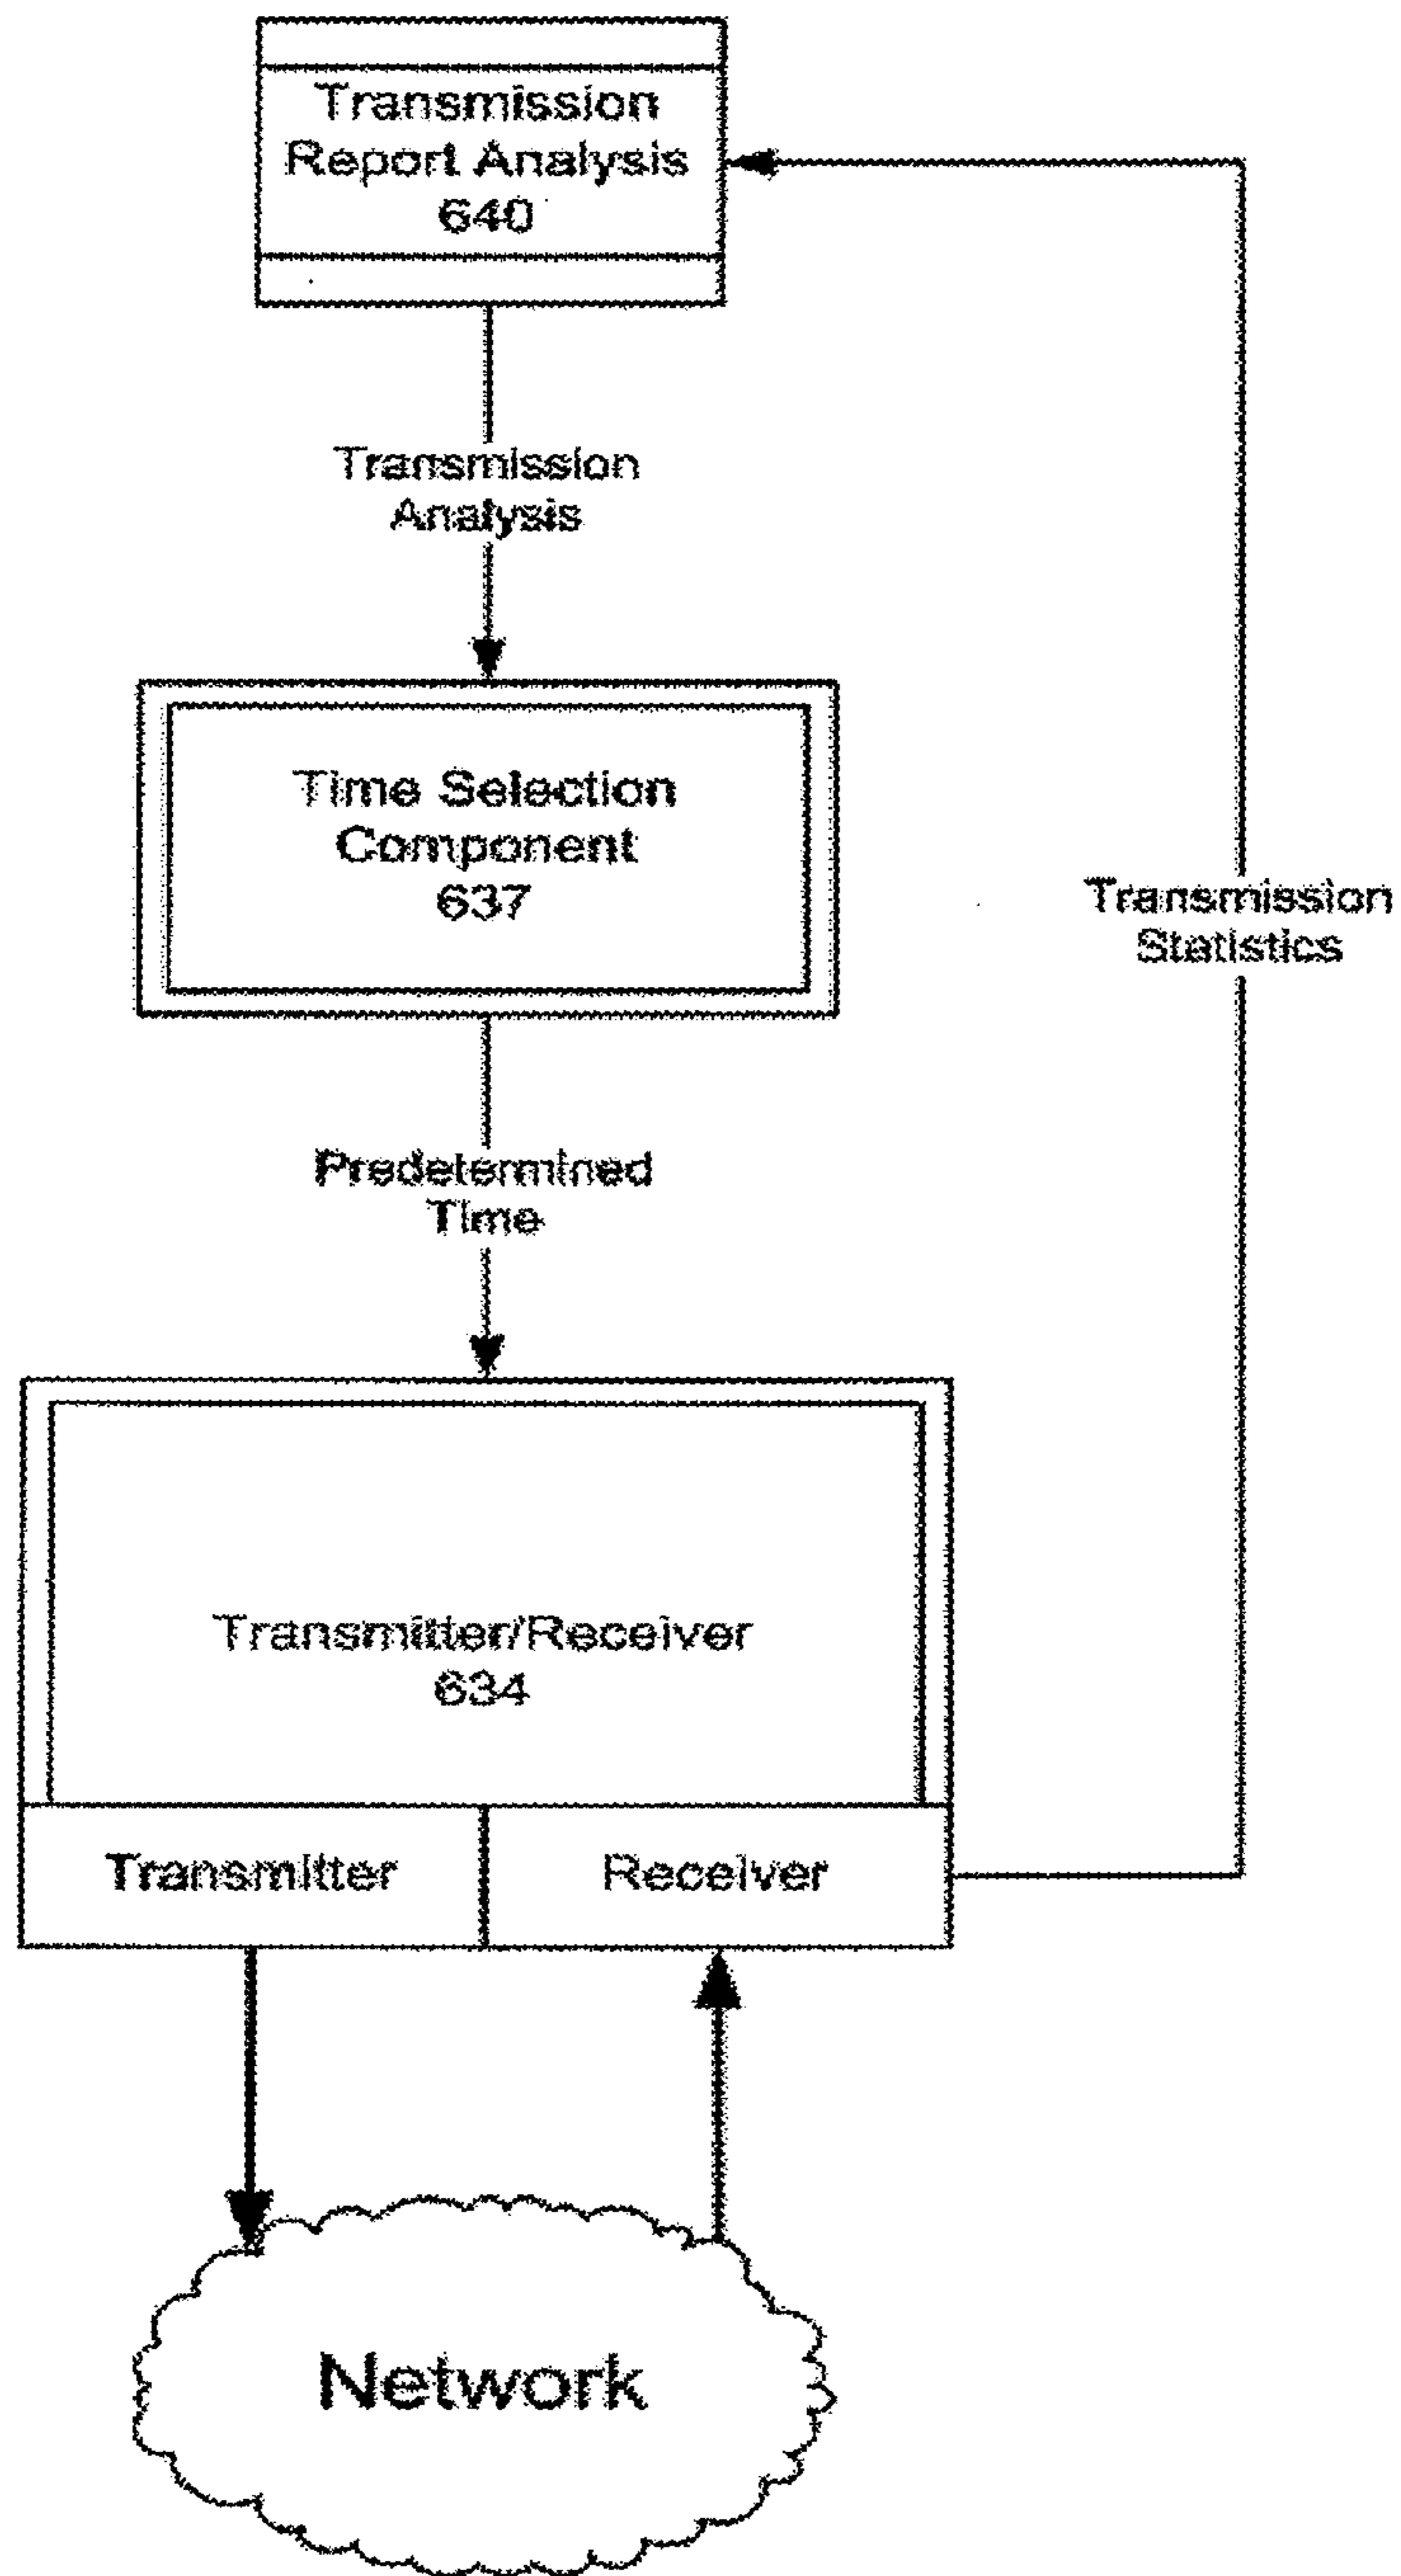 Transmission
Report Analysis
640
Transmission
Analysis
Time Selection
Component
637
Transmission
Statistics
Predetermined
Time
Transmitter/Receiver
634
Transmitter
Receiver
Network